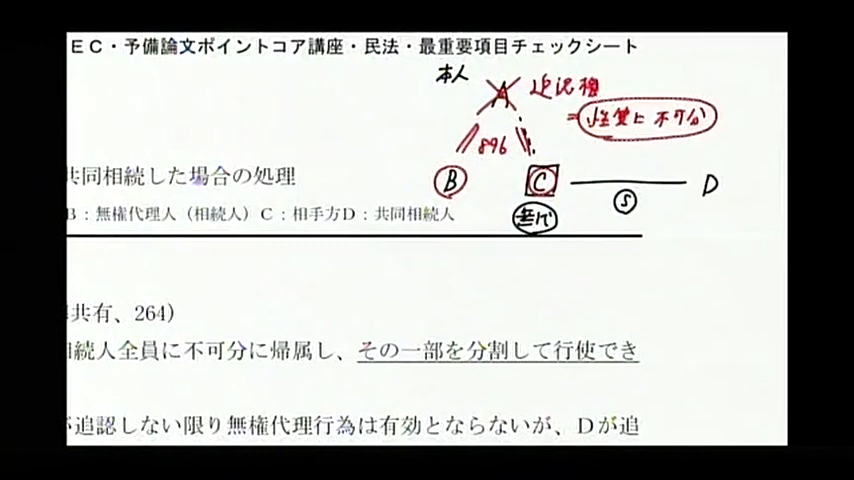 ＥＣ・予備論文ポイントコア講座・民法・最重要項目チェックシート
本人
A 追認権
＝性質上不可分
896
共同相続した場合の処理
B C D
S
Ｂ：無権代理人（相続人）Ｃ：相手方Ｄ：共同相続人
無代
共有、264）
相続人全員に不可分に帰属し、その一部を分割して行使でき
が追認しない限り無権代理行為は有効とならないが、Ｄが追